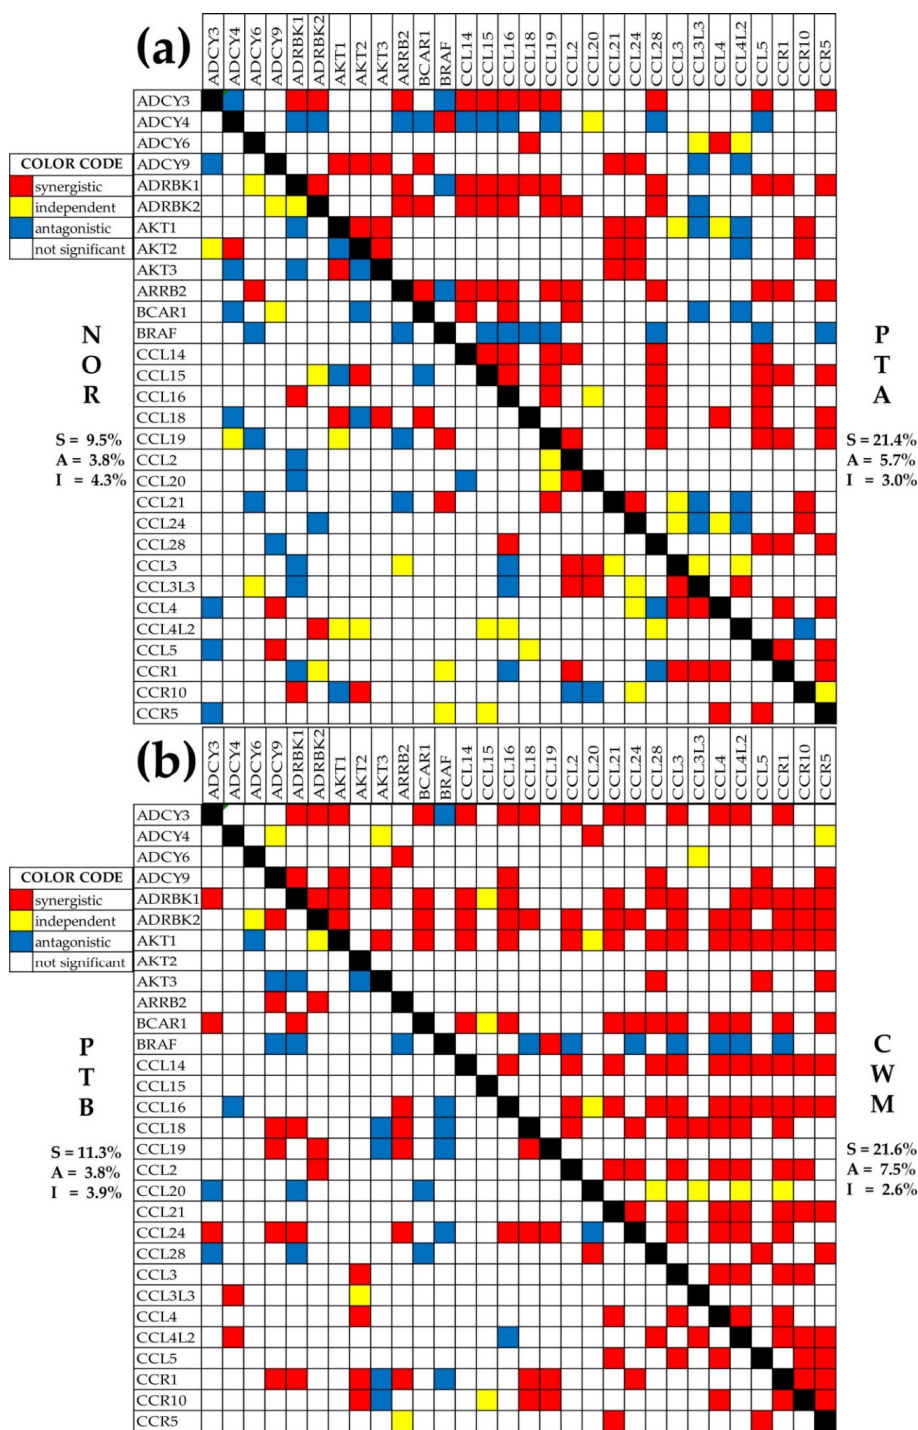 (a)
ADCY3 ADCY4 ADCY6 ADCY9 ADRBK1 ADRBK2 AKT1 AKT2 AKT3 ARRB2 BCAR1 BRAF CCL14 CCL15 CCL16 CCL18 CCL19 CCL2 CCL20 CCL21 CCL24 CCL28 CCL3 CCL3L3 CCL4 CCL4L2 CCL5 CCR1 CCR10 CCR5
ADCY3
ADCY4
ADCY6
ADCY9
ADRBK1
ADRBK2
AKT1
AKT2
AKT3
ARRB2
BCAR1
BRAF
CCL14
CCL15
CCL16
CCL18
CCL19
CCL2
CCL20
CCL21
CCL24
CCL28
CCL3
CCL3L3
CCL4
CCL4L2
CCL5
CCR1
CCR10
CCR5
COLOR CODE
synergistic
independent
antagonistic
not significant
N
O
R
S = 9.5%
A = 3.8%
I = 4.3%
P
T
A
S = 21.4%
A = 5.7%
I = 3.0%
(b)
ADCY3 ADCY4 ADCY6 ADCY9 ADRBK1 ADRBK2 AKT1 AKT2 AKT3 ARRB2 BCAR1 BRAF CCL14 CCL15 CCL16 CCL18 CCL19 CCL2 CCL20 CCL21 CCL24 CCL28 CCL3 CCL3L3 CCL4 CCL4L2 CCL5 CCR1 CCR10 CCR5
ADCY3
ADCY4
ADCY6
ADCY9
ADRBK1
ADRBK2
AKT1
AKT2
AKT3
ARRB2
BCAR1
BRAF
CCL14
CCL15
CCL16
CCL18
CCL19
CCL2
CCL20
CCL21
CCL24
CCL28
CCL3
CCL3L3
CCL4
CCL4L2
CCL5
CCR1
CCR10
CCR5
COLOR CODE
synergistic
independent
antagonistic
not significant
P
T
B
S = 11.3%
A = 3.8%
I = 3.9%
C
W
M
S = 21.6%
A = 7.5%
I = 2.6%